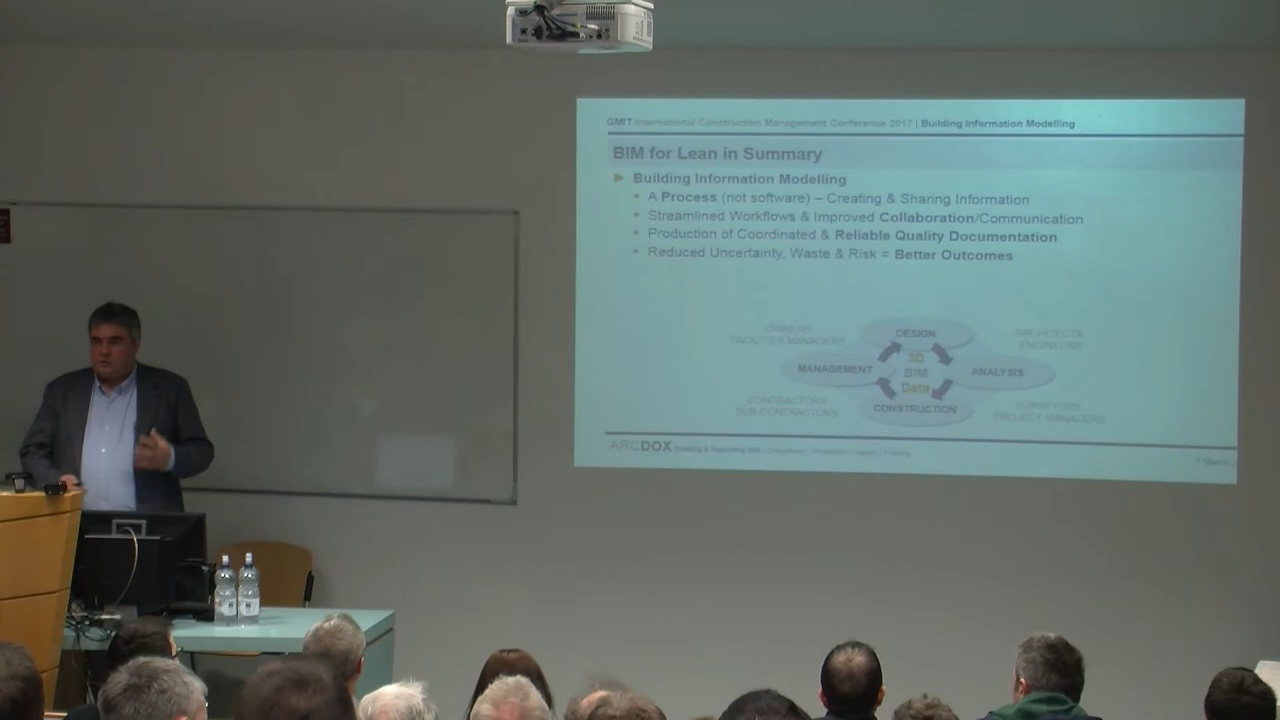 GMIT International Construction Management Conference 2017 | Building Information Modelling
BIM for Lean in Summary
Building Information Modelling
A Process (not software) – Creating & Sharing Information
Streamlined Workflows & Improved Collaboration/Communication
Production of Coordinated & Reliable Quality Documentation
Reduced Uncertainty, Waste & Risk = Better Outcomes
OWNERS
FACILITIES MANAGERS
DESIGN
ARCHITECTS
ENGINEERS
MANAGEMENT
3D
BIM
Data
ANALYSIS
CONTRACTORS
SUB-CONTRACTORS
CONSTRUCTION
SURVEYORS
PROJECT MANAGERS
ARCDOX
7 March